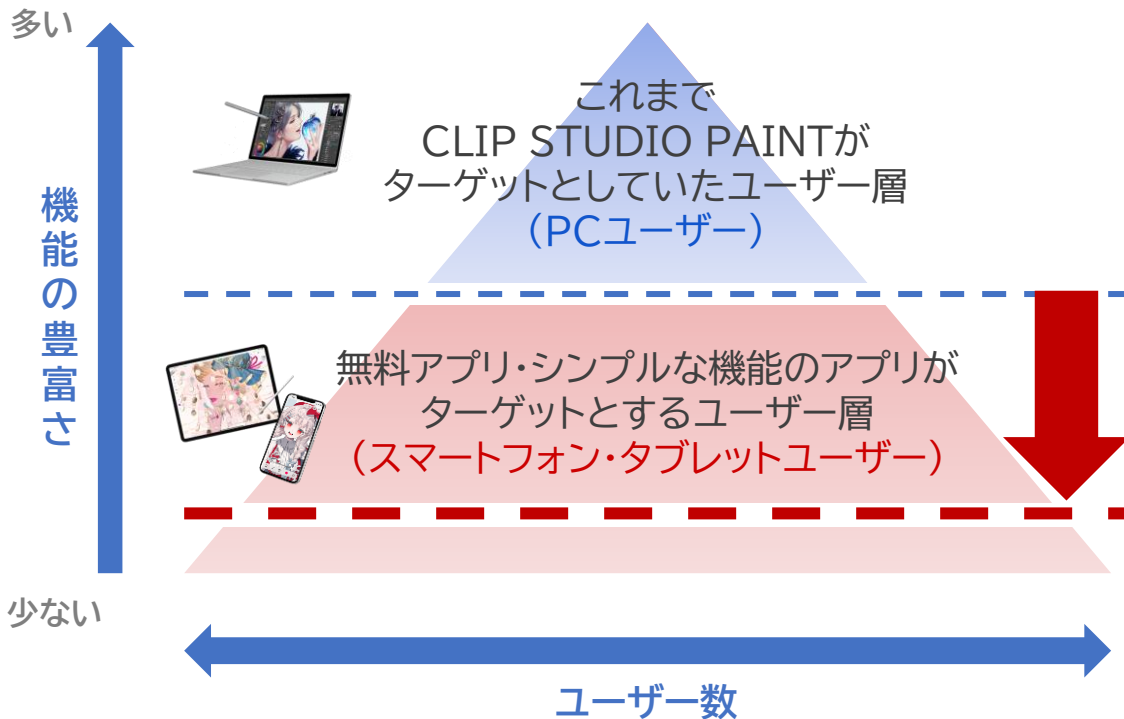 多い
これまで
CLIP STUDIO PAINTが
ターゲットとしていたユーザー層
(PCユーザー)
機能の豊富さ
無料アプリ・シンプルな機能のアプリが
ターゲットとするユーザー層
(スマートフォン・タブレットユーザー)
少ない
ユーザー数